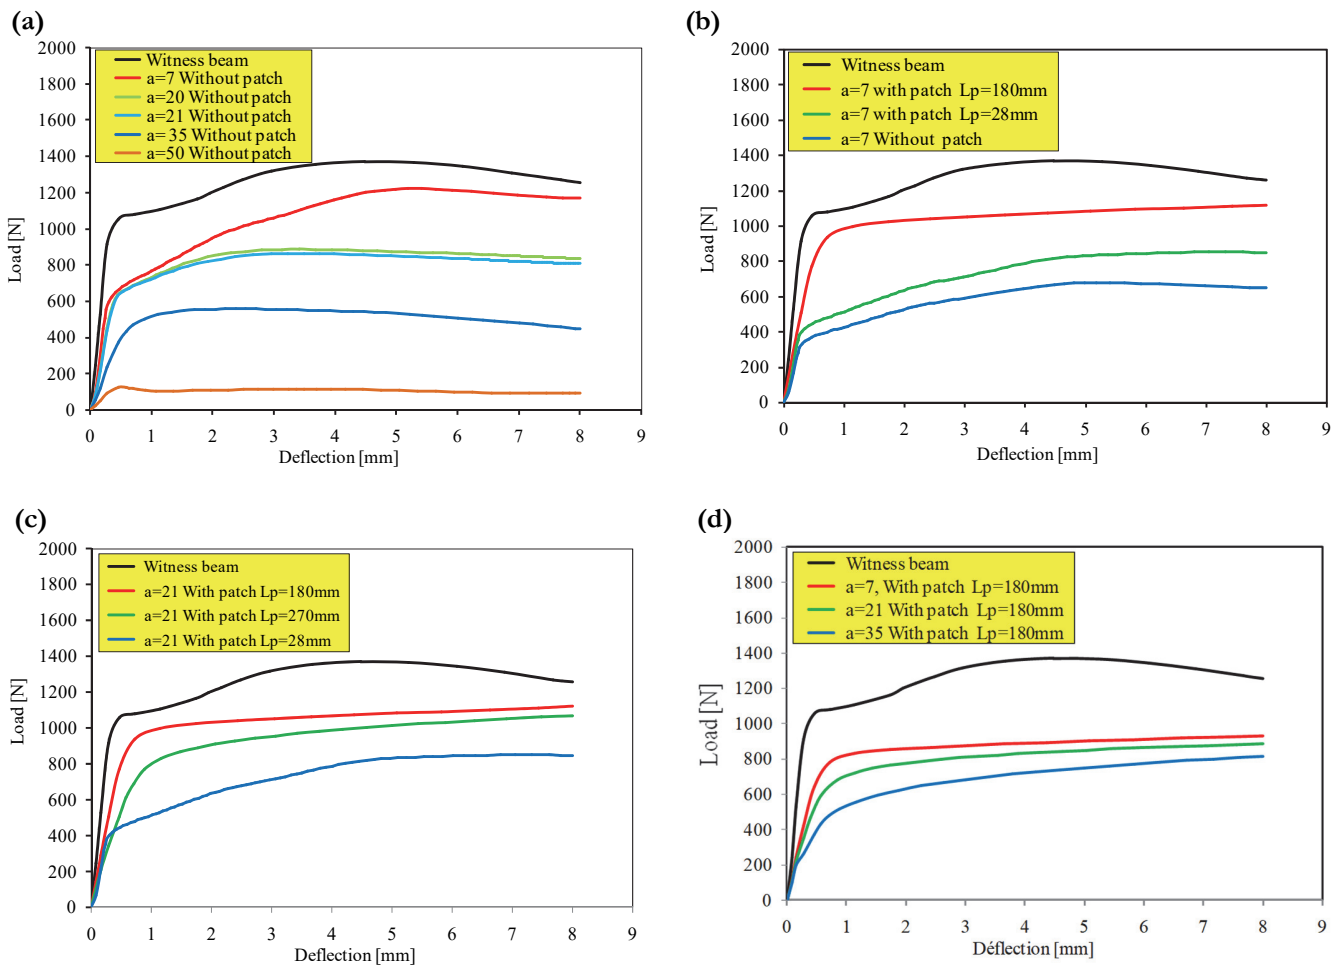 (a)
2000
1800
1600
1400
1200
1000
800
600
400
200
0
Load [N]
Witness beam
a=7 Without patch
a=20 Without patch
a=21 Without patch
a= 35 Without patch
a=50 Without patch
0 1 2 3 4 5 6 7 8 9
Deflection [mm]
(b)
2000
1800
1600
1400
1200
1000
800
600
400
200
0
Load [N]
Witness beam
a=7 with patch Lp=180mm
a=7 with patch Lp=28mm
a=7 Without patch
0 1 2 3 4 5 6 7 8 9
Deflection [mm]
(c)
2000
1800
1600
1400
1200
1000
800
600
400
200
0
Load [N]
Witness beam
a=21 With patch Lp=180mm
a=21 With patch Lp=270mm
a=21 With patch Lp=28mm
0 1 2 3 4 5 6 7 8 9
Deflection [mm]
(d)
2000
1800
1600
1400
1200
1000
800
600
400
200
0
Load [N]
Witness beam
a=7, With patch Lp=180mm
a=21 With patch Lp=180mm
a=35 With patch Lp=180mm
0 1 2 3 4 5 6 7 8 9
Déflection [mm]